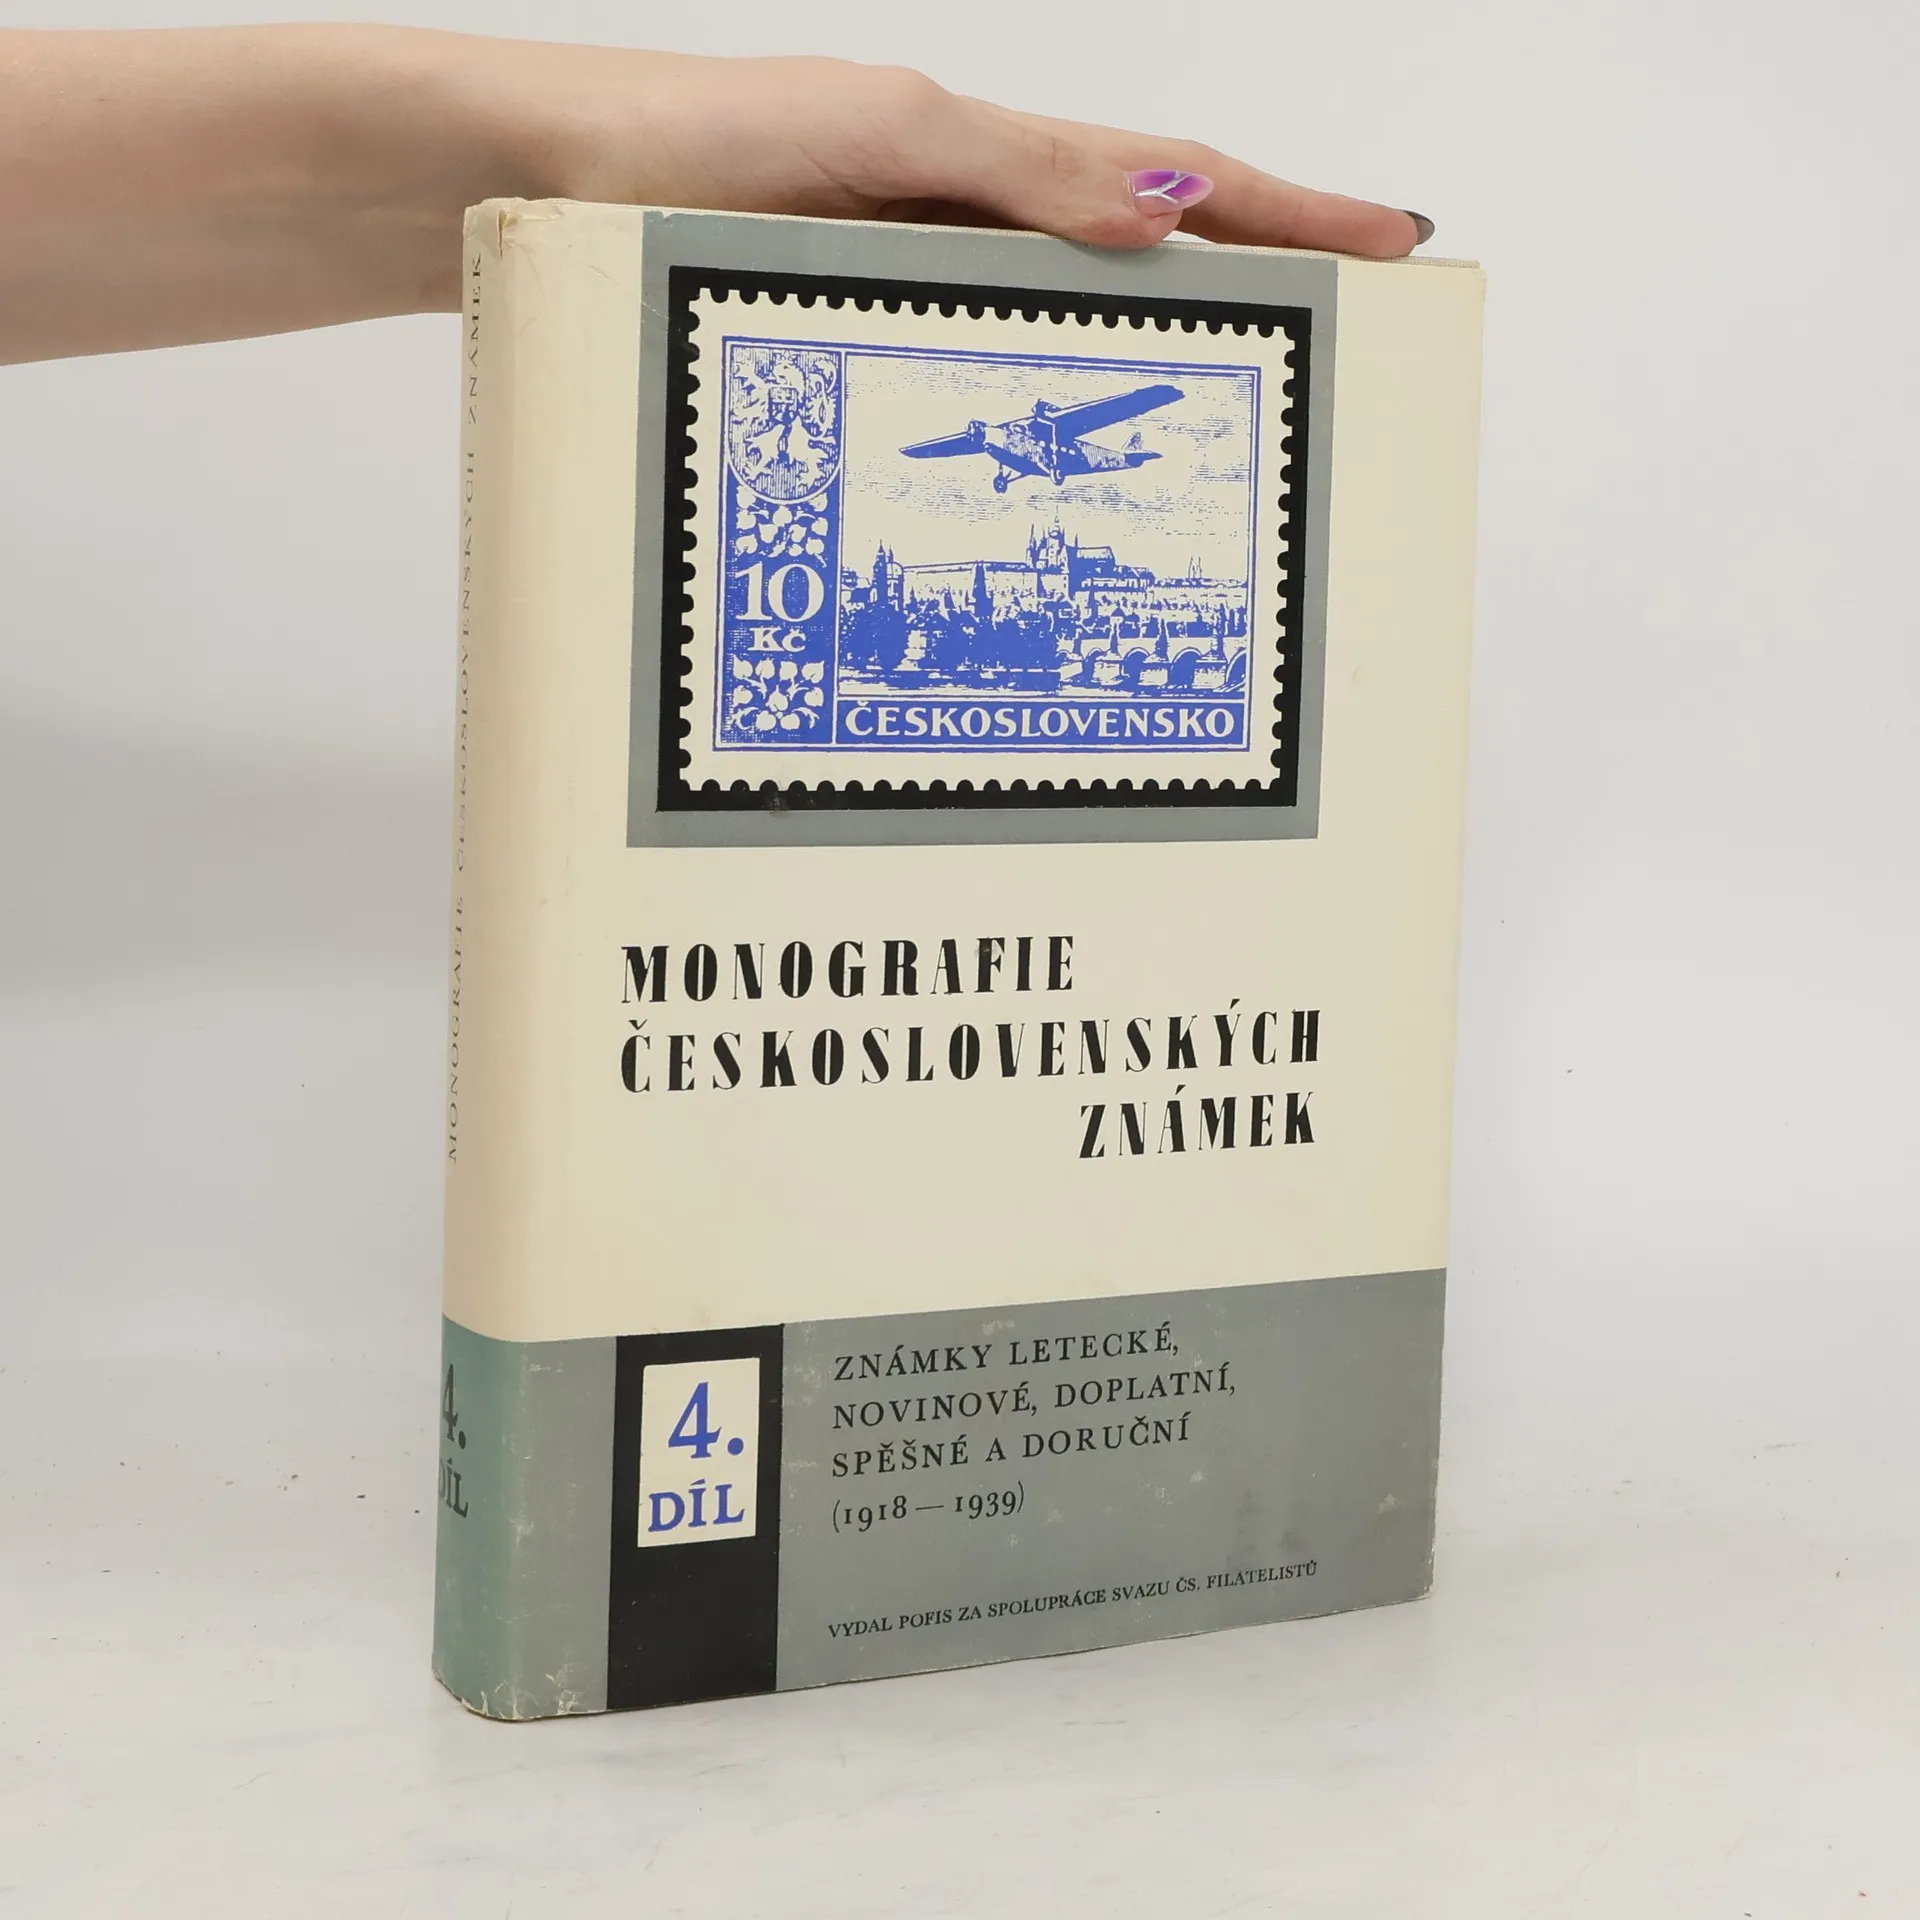 MONOGRAFIE ČESKOSLOVENSKÝCH ZNÁMEK
4.
DÍL
10
Kč
ČESKOSLOVENSKO
MONOGRAFIE
ČESKOSLOVENSKÝCH
ZNÁMEK
4.
DÍL
ZNÁMKY LETECKÉ,
NOVINOVÉ, DOPLATNÍ,
SPĚŠNÉ A DORUČNÍ
(1918 — 1939)
VYDAL POFIS ZA SPOLUPRÁCE SVAZU ČS. FILATELISTŮ